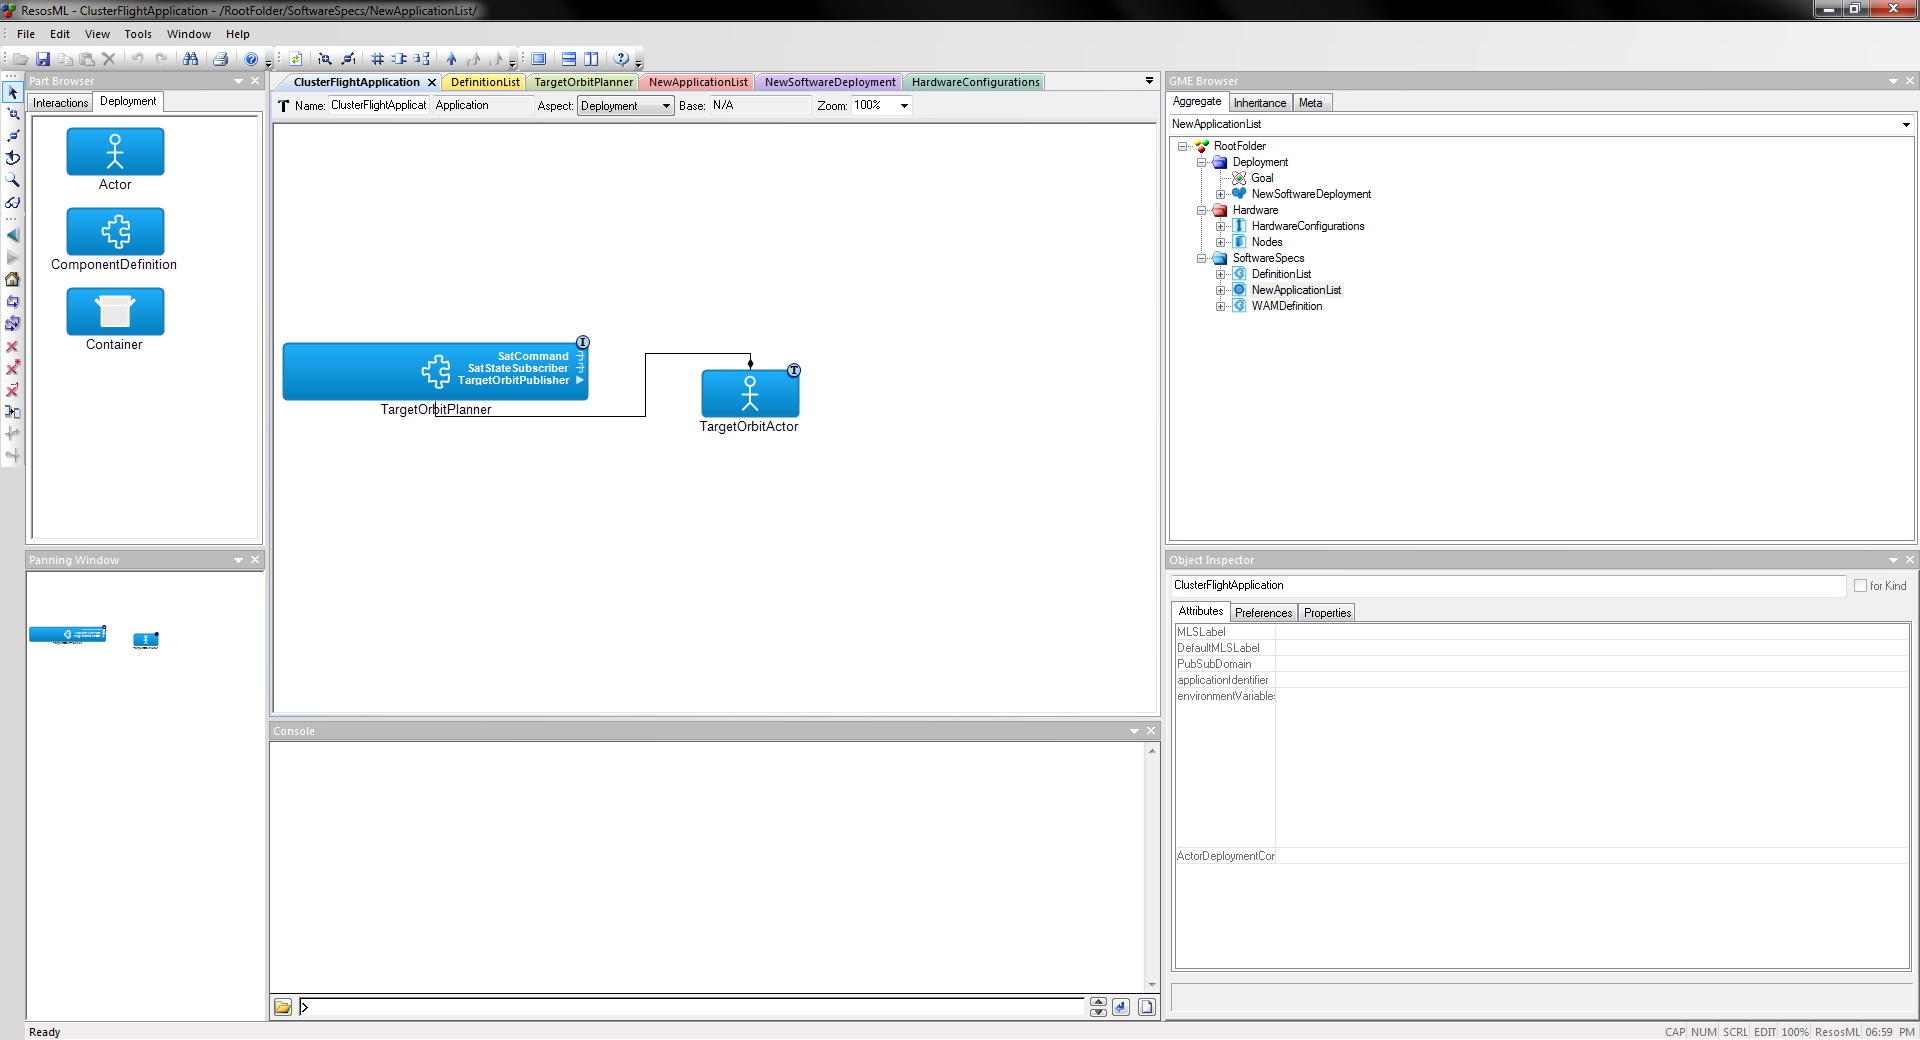 ResosML - ClusterFlightApplication - /RootFolder/SoftwareSpecs/NewApplicationList/
File Edit View Tools Window Help
Part Browser
Interactions Deployment
Actor
ComponentDefinition
Container
Panning Window
ClusterFlightApplication DefinitionList TargetOrbitPlanner NewApplicationList NewSoftwareDeployment HardwareConfigurations
Name: ClusterFlightApplicat Application Aspect: Deployment Base: N/A Zoom: 100%
I
SatCommand
SatStateSubscriber
TargetOrbitPublisher
TargetOrbitPlanner
T
TargetOrbitActor
Console
>
GME Browser
Aggregate Inheritance Meta
NewApplicationList
RootFolder
Deployment
Goal
NewSoftwareDeployment
Hardware
HardwareConfigurations
Nodes
SoftwareSpecs
DefinitionList
NewApplicationList
WAMDefinition
Object Inspector
ClusterFlightApplication for Kind
Attributes Preferences Properties
MLSLabel
DefaultMLSLabel
PubSubDomain
applicationIdentifier
environmentVariable
ActorDeploymentCor
Ready CAP NUM SCRL EDIT 100% ResosML 06:59 PM